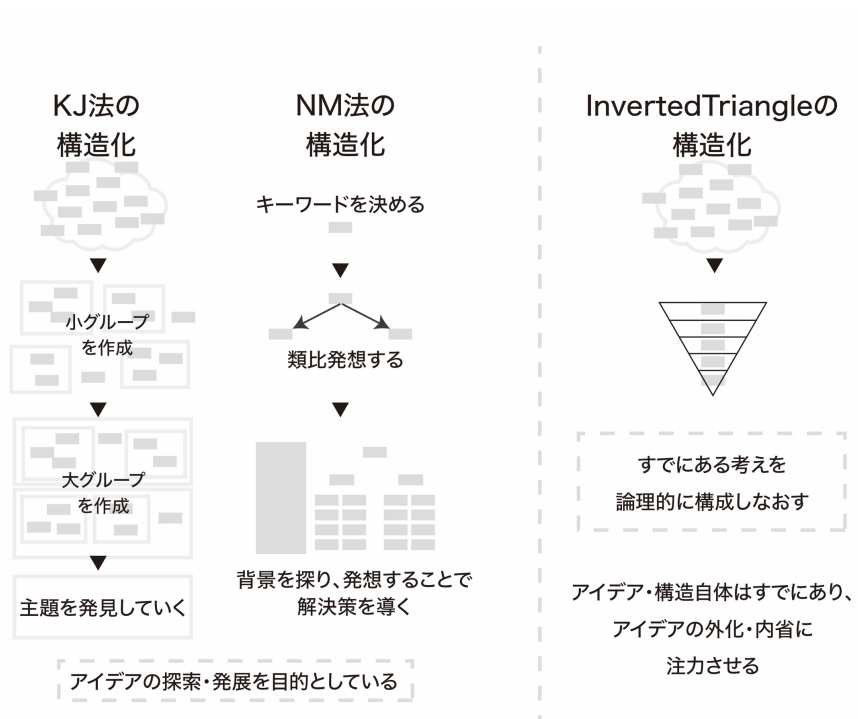 KJ法の
構造化
小グループ
を作成
大グループ
を作成
主題を発見していく
NM法の
構造化
キーワードを決める
類比発想する
背景を探り、発想することで
解決策を導く
アイデアの探索・発展を目的としている
InvertedTriangleの
構造化
すでにある考えを
論理的に構成しなおす
アイデア・構造自体はすでにあり、
アイデアの外化・内省に
注力させる